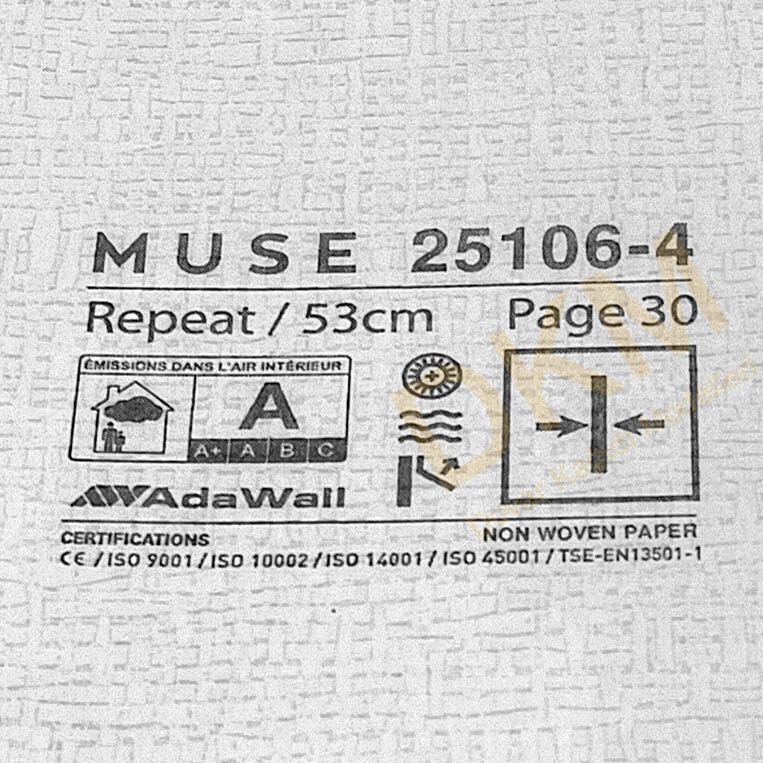 MUSE 25106-4
Repeat / 53cm Page 30
ÉMISSIONS DANS L'AIR INTÉRIEUR
A
A+ A B C
AdaWall
CERTIFICATIONS NON WOVEN PAPER
CE / ISO 9001 / ISO 10002 / ISO 14001 / ISO 45001 / TSE-EN13501-1
DKM